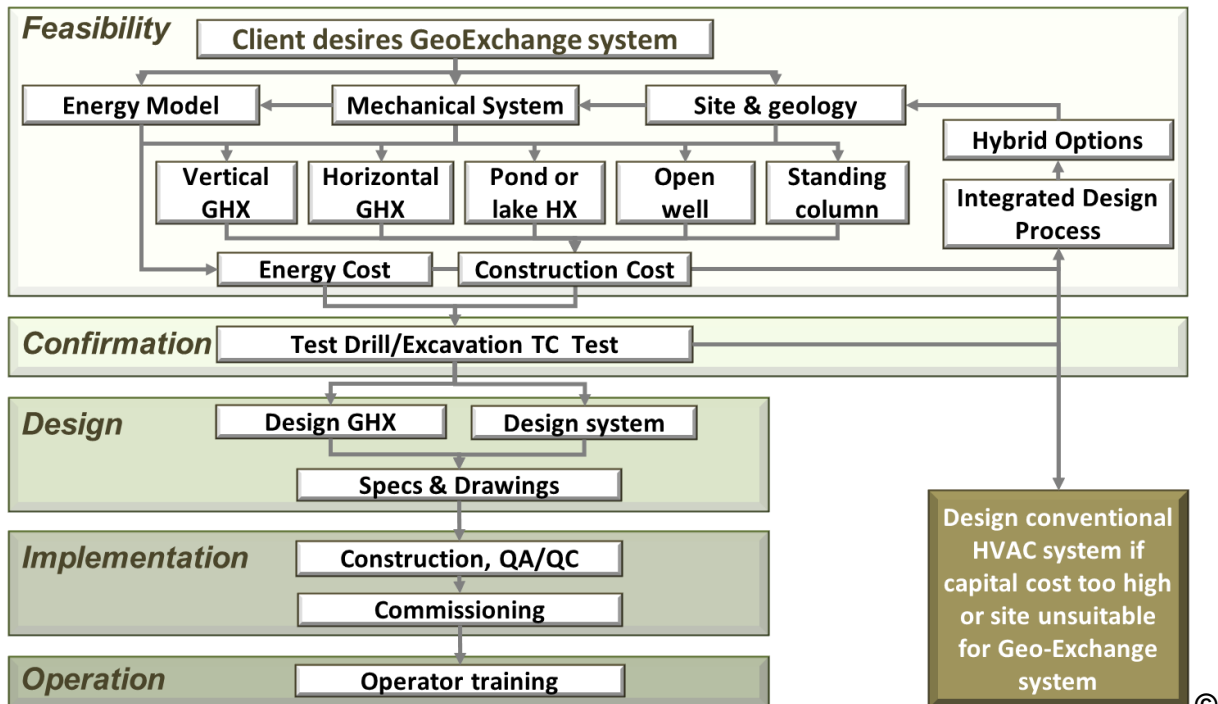 Feasibility
Client desires GeoExchange system
Energy Model
Mechanical System
Site & geology
Hybrid Options
Vertical
GHX
Horizontal
GHX
Pond or
lake HX
Open
well
Standing
column
Integrated Design
Process
Energy Cost
Construction Cost
Confirmation
Test Drill/Excavation TC Test
Design
Design GHX
Design system
Specs & Drawings
Implementation
Construction, QA/QC
Commissioning
Operation
Operator training
Design conventional
HVAC system if
capital cost too high
or site unsuitable
for Geo-Exchange
system
©